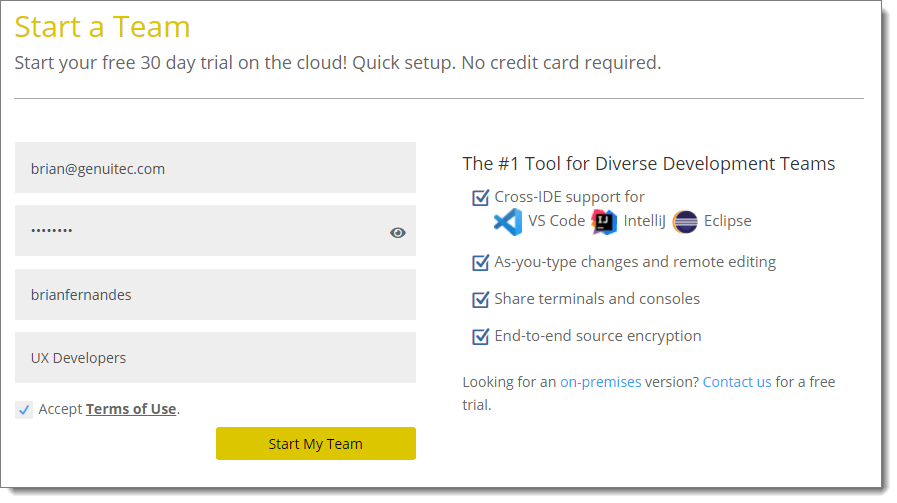 Start a Team
Start your free 30 day trial on the cloud! Quick setup. No credit card required.
brian@genuitec.com
••••••••
brianfernandes
UX Developers
Accept Terms of Use.
Start My Team
The #1 Tool for Diverse Development Teams
Cross-IDE support for
VS Code IJ IntelliJ Eclipse
As-you-type changes and remote editing
Share terminals and consoles
End-to-end source encryption
Looking for an on-premises version? Contact us for a free
trial.